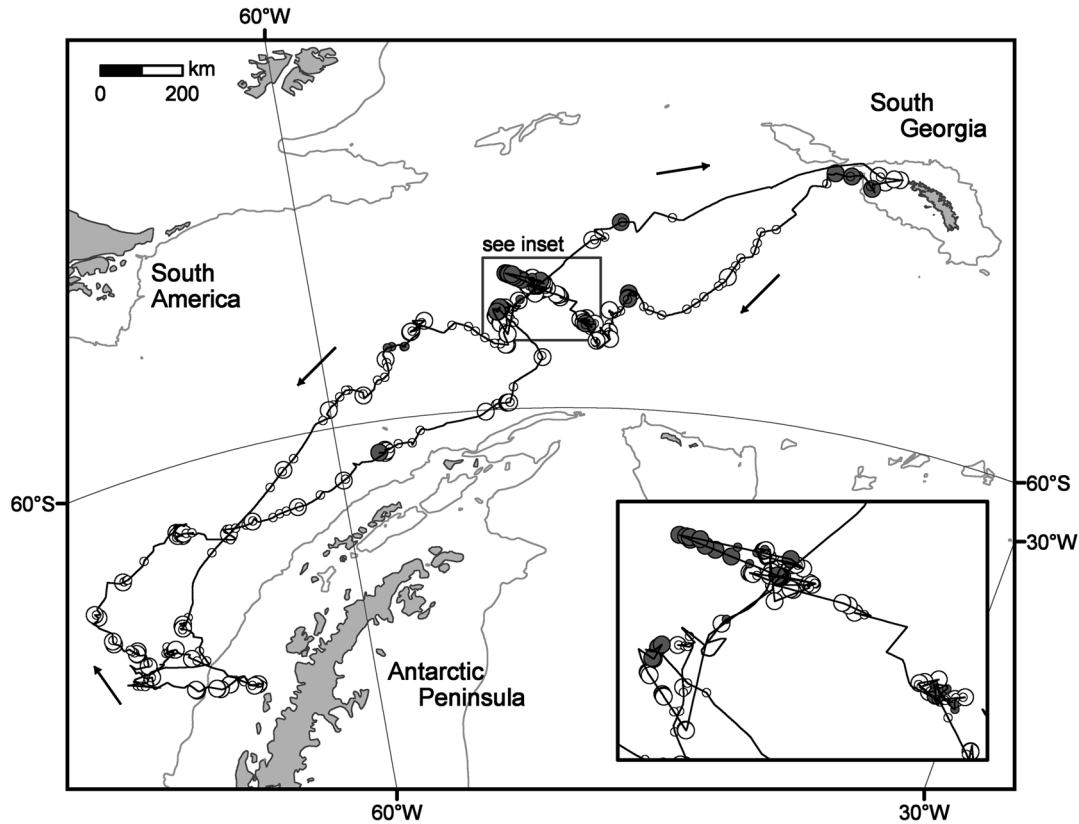 60°W
km
0 200
South
Georgia
see inset
South
America
60°S
60°S
30°W
Antarctic
Peninsula
60°W
30°W